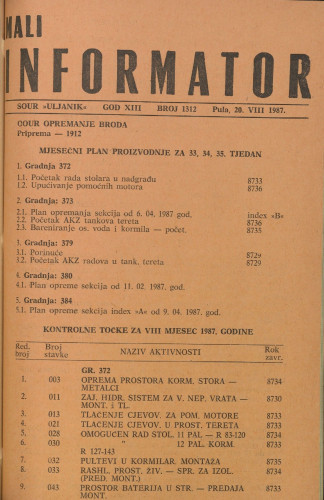 MALI
INFORMATOR
SOUR »ULJANIK« GOD XIII BROJ 1312 Pula, 20. VIII 1987.
OOUR OPREMANJE BRODA
Priprema — 1912
MJESEČNI PLAN PROIZVODNJE ZA 33, 34, 35. TJEDAN
1. Gradnja 372
1.1. Početak rada stolara u nadgrađu 8733
1.2. Upućivanje pomoćnih motora 8736
2. Gradnja: 373
2.1. Plan opremanja sekcija od 6. 04. 1987 god. index »B«
2.2. Početak AKZ tankova tereta 8736
2.3. Bareniranje os. voda i kormila — počet. 8735
3. Gradnja: 379
3.1. Porinuće 8729
3.2. Početak AKZ radova u tank. tereta 8729
4. Gradnja: 380
4.1. Plan opreme sekcija od 11. 02. 1987. god.
5. Gradnja: 384
5.1. Plan opreme sekcija index »A« od 9. 04. 1987. god.
KONTROLNE TOČKE ZA VIII MJESEC 1987. GODINE
Red. broj Broj stavke NAZIV AKTIVNOSTI Rok zavr.
GR. 372
1. 003 OPREMA PROSTORA KORM. STORA — 8734
METALCI
2. 011 ZAJ. HIDR. SISTEM ZA V. NEP. VRATA — 8730
MONT. i TL.
3. 013 TLAČENJE CJEVOV. ZA POM. MOTORE 8733
4. 021 TLAČENJE CJEVOV. U PROST. TERETA 8733
5. 028 OMOGUĆEN RAD STOL. 11 PAL. — R 83-120 8734
6. 030 " 12 PAL. KORM. 8733
R 127-143
7. 032 PULTEVI U KORMILAR. MONTAŽA 8735
8. 033 RASHL. PROST. ŽIV. — SPR. ZA IZOL. 8734
(PRED. MONT.)
9. 043 PROSTOR BATERIJA U STR. — PREDAJA 8735
MONT.